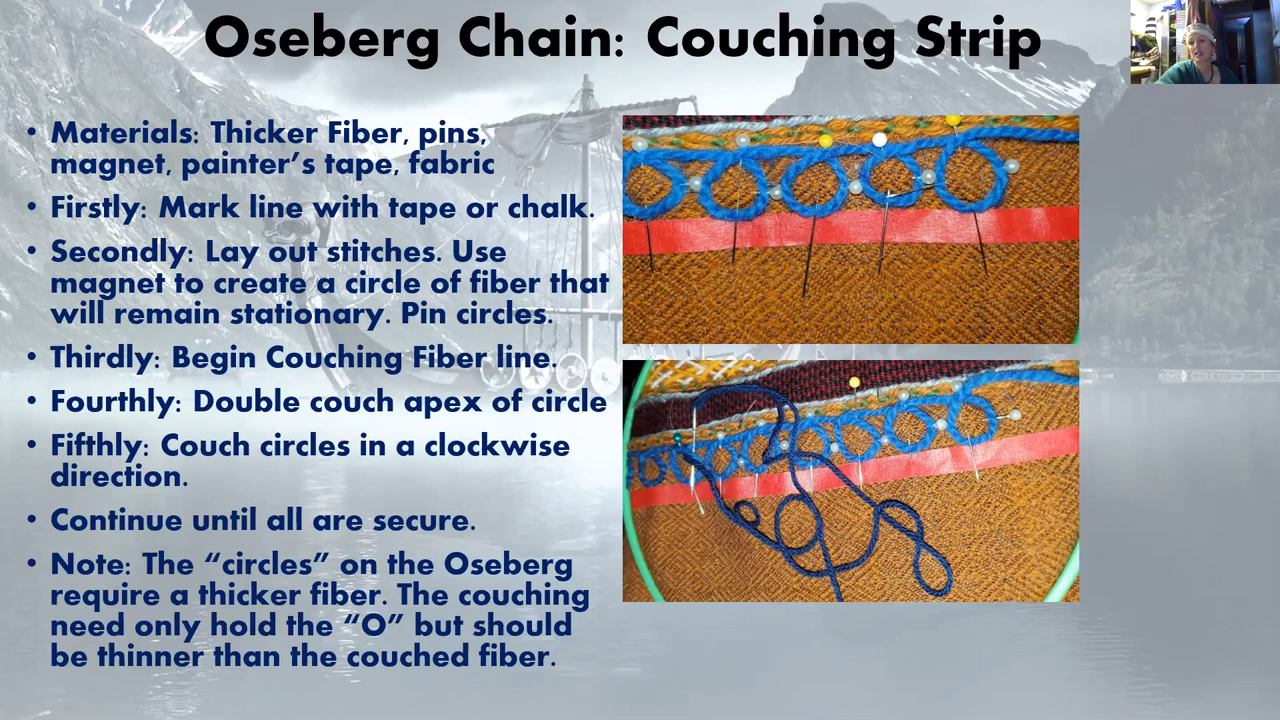 Oseberg Chain: Couching Strip
• Materials: Thicker Fiber, pins,
magnet, painter’s tape, fabric
• Firstly: Mark line with tape or chalk.
• Secondly: Lay out stitches. Use
magnet to create a circle of fiber that
will remain stationary. Pin circles.
• Thirdly: Begin Couching Fiber line.
• Fourthly: Double couch apex of circle
• Fifthly: Couch circles in a clockwise
direction.
• Continue until all are secure.
• Note: The “circles” on the Oseberg
require a thicker fiber. The couching
need only hold the “O” but should
be thinner than the couched fiber.